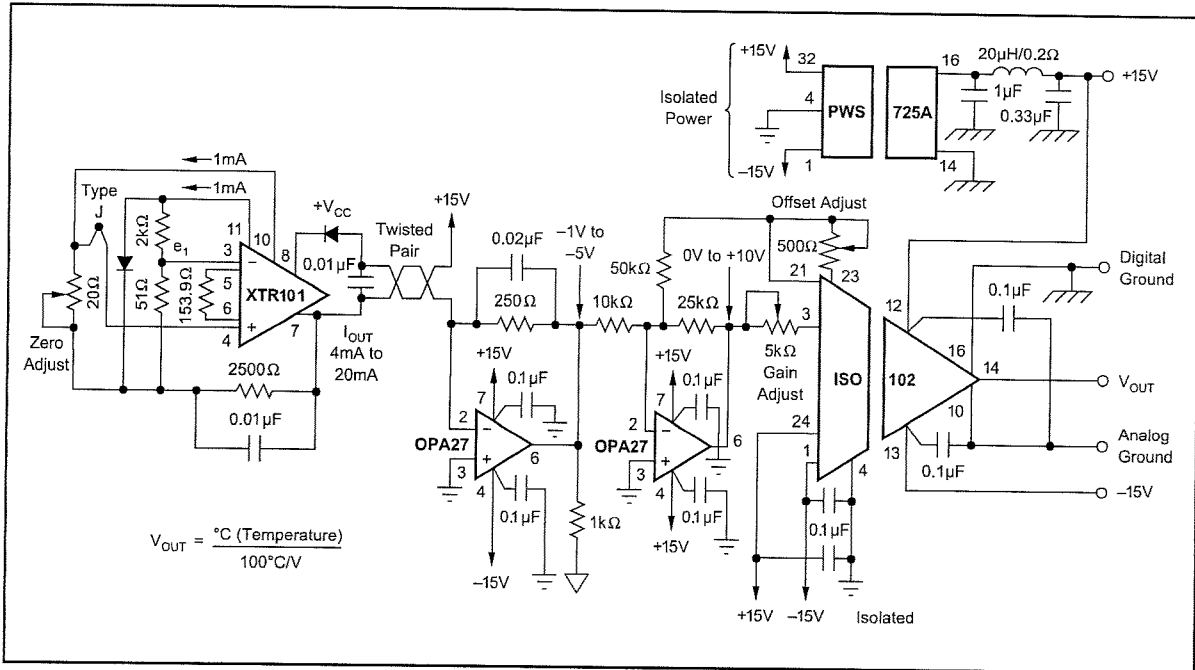 Isolated
Power
+15V
–15V
32
4
1
PWS
725A
16
14
20µH/0.2Ω
1µF
0.33µF
+15V
1mA
1mA
Type
J
2kΩ
e1
11
10
8
3
5
6
4
7
XTR101
+VCC
0.01µF
Twisted
Pair
20Ω
51Ω
153.9Ω
Zero
Adjust
2500Ω
0.01µF
IOUT
4mA to
20mA
+15V
0.02µF
250Ω
–1V to
–5V
+15V
0.1µF
7
2
3
4
6
OPA27
0.1µF
–15V
1kΩ
50kΩ
10kΩ
25kΩ
0V to +10V
+15V
0.1µF
7
2
3
4
6
OPA27
0.1µF
+15V
Offset Adjust
500Ω
21
23
3
5kΩ
Gain
Adjust
ISO
24
1
4
0.1µF
+15V
–15V
Isolated
12
102
16
14
10
13
0.1µF
0.1µF
Digital
Ground
VOUT
Analog
Ground
–15V
VOUT = °C (Temperature)
100°C/V